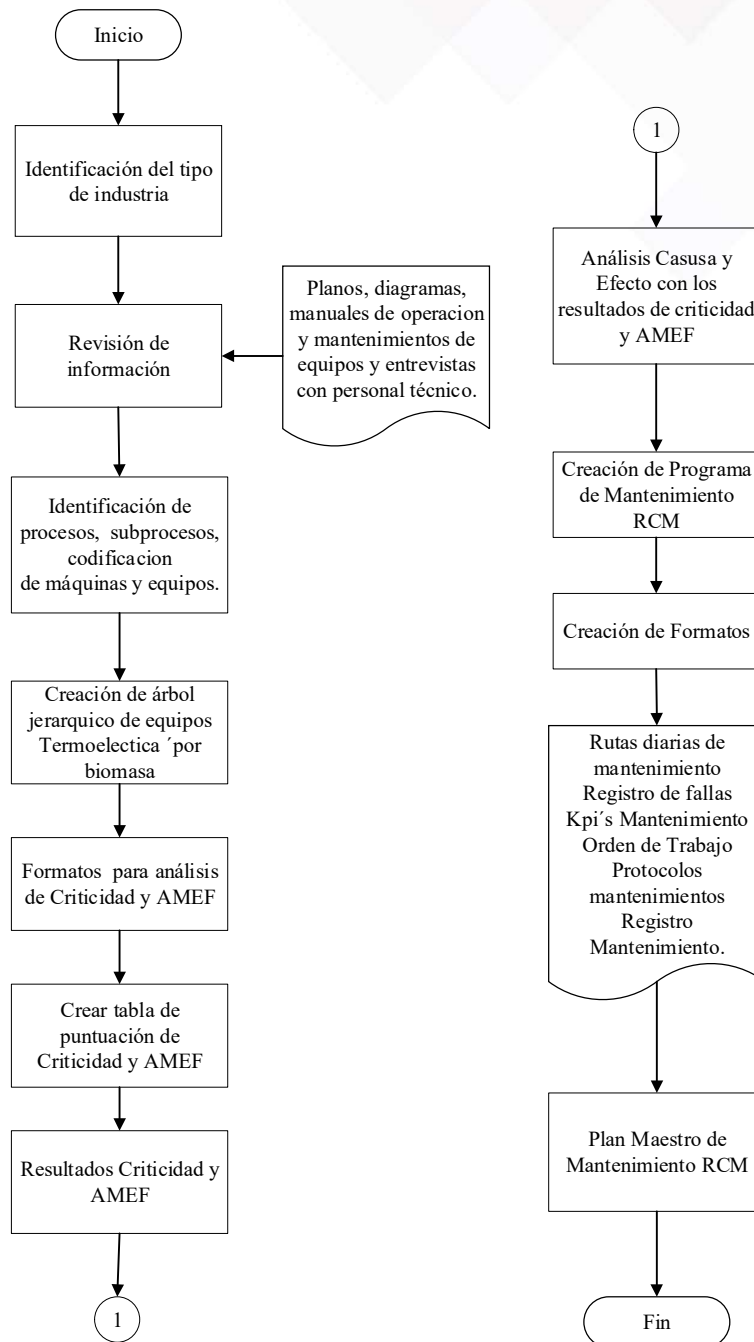 Inicio
Identificación del tipo
de industria
Revisión de
información
Planos, diagramas,
manuales de operacion
y mantenimientos de
equipos y entrevistas
con personal técnico.
Identificación de
procesos, subprocesos,
codificacion
de máquinas y equipos.
Creación de árbol
jerarquico de equipos
Termoelectica ´por
biomasa
Formatos para análisis
de Criticidad y AMEF
Crear tabla de
puntuación de
Criticidad y AMEF
Resultados Criticidad y
AMEF
1
1
Análisis Casusa y
Efecto con los
resultados de criticidad
y AMEF
Creación de Programa
de Mantenimiento
RCM
Creación de Formatos
Rutas diarias de
mantenimiento
Registro de fallas
Kpi´s Mantenimiento
Orden de Trabajo
Protocolos
mantenimientos
Registro
Mantenimiento.
Plan Maestro de
Mantenimiento RCM
Fin